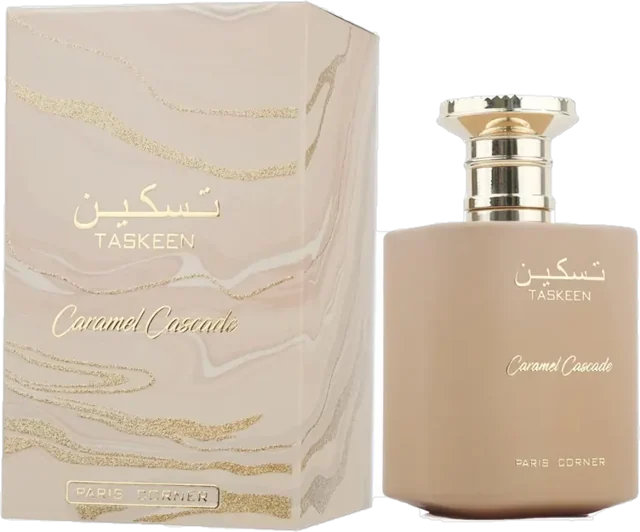 تسكين
TASKEEN
Caramel Cascade
PARIS CORNER
تسكين
TASKEEN
Caramel Cascade
PARIS CORNER